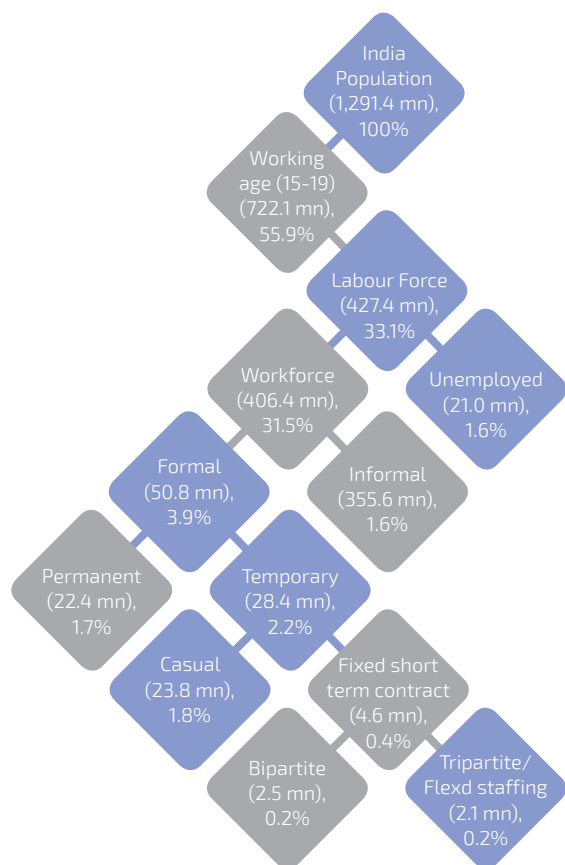 India
Population
(1,291.4 mn),
100%
Working
age (15-19)
(722.1 mn),
55.9%
Labour Force
(427.4 mn),
33.1%
Workforce
(406.4 mn),
31.5%
Unemployed
(21.0 mn),
1.6%
Formal
(50.8 mn),
3.9%
Informal
(355.6 mn),
1.6%
Permanent
(22.4 mn),
1.7%
Temporary
(28.4 mn),
2.2%
Casual
(23.8 mn),
1.8%
Fixed short
term contract
(4.6 mn),
0.4%
Bipartite
(2.5 mn),
0.2%
Tripartite/
Flexd staffing
(2.1 mn),
0.2%